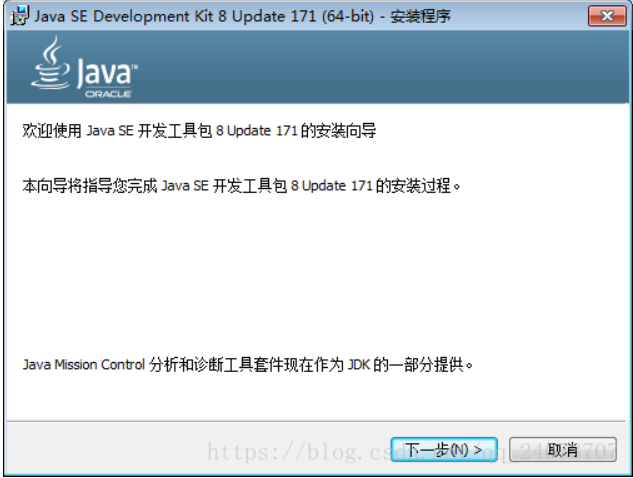 Java SE Development Kit 8 Update 171 (64-bit) - 安装程序
Java™
ORACLE
欢迎使用 Java SE 开发工具包 8 Update 171 的安装向导
本向导将指导您完成 Java SE 开发工具包 8 Update 171 的安装过程。
Java Mission Control 分析和诊断工具套件现在作为 JDK 的一部分提供。
下一步(N) > 取消
https://blog.cs